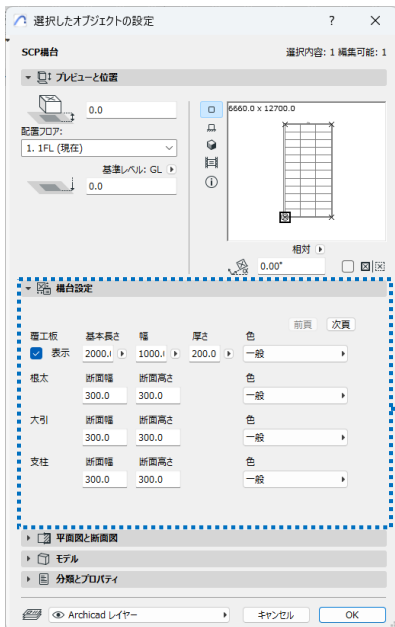 選択したオブジェクトの設定 ? ×
SCP構台 選択内容: 1 編集可能: 1
プレビューと位置
0.0
6660.0 x 12700.0
配置フロア:
1. 1FL (現在)
基準レベル: GL
0.0
相対
0.00°
構台設定
前頁 次頁
覆工板 基本長さ 幅 厚さ 色
表示 2000.( 1000.( 200.0 一般
根太 断面幅 断面高さ 色
300.0 300.0 一般
大引 断面幅 断面高さ 色
300.0 300.0 一般
支柱 断面幅 断面高さ 色
300.0 300.0 一般
平面図と断面図
モデル
分類とプロパティ
Archicad レイヤー キャンセル OK